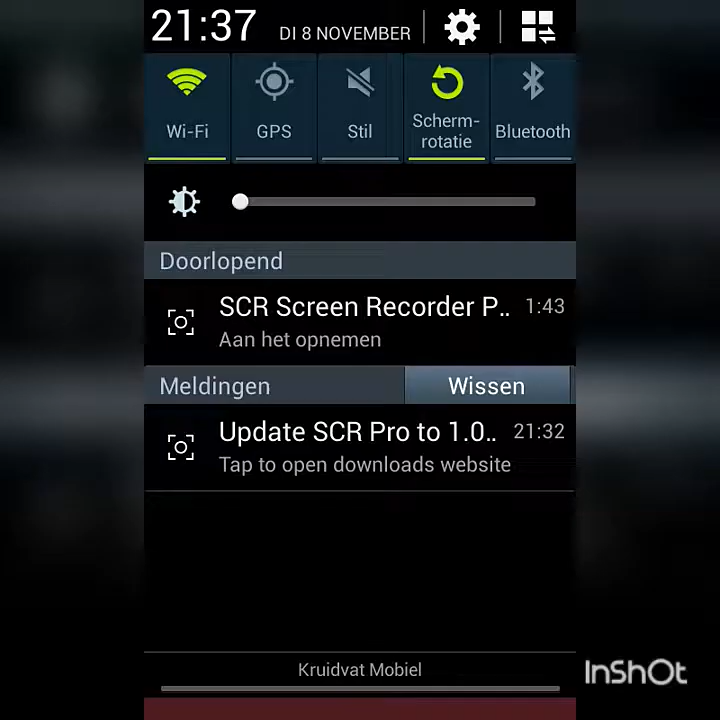 21:37 DI 8 NOVEMBER
Wi-Fi GPS Stil Scherm-
rotatie Bluetooth
Doorlopend
SCR Screen Recorder P.. 1:43
Aan het opnemen
Meldingen Wissen
Update SCR Pro to 1.0.. 21:32
Tap to open downloads website
Kruidvat Mobiel
InShOt